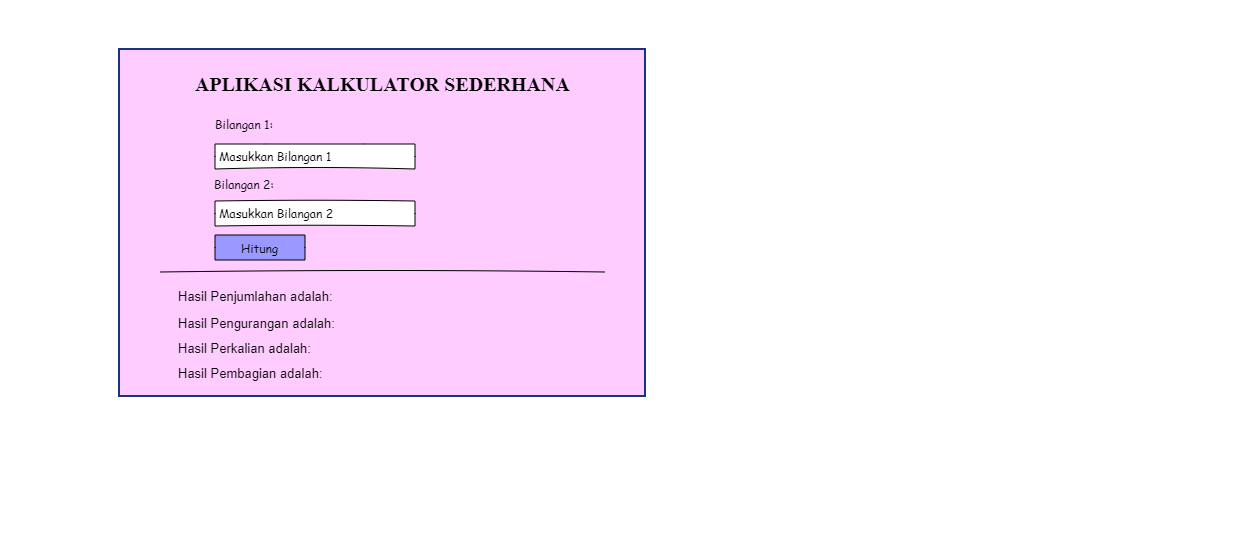 APLIKASI KALKULATOR SEDERHANA
Bilangan 1:
Masukkan Bilangan 1
Bilangan 2:
Masukkan Bilangan 2
Hitung
Hasil Penjumlahan adalah:
Hasil Pengurangan adalah:
Hasil Perkalian adalah:
Hasil Pembagian adalah: